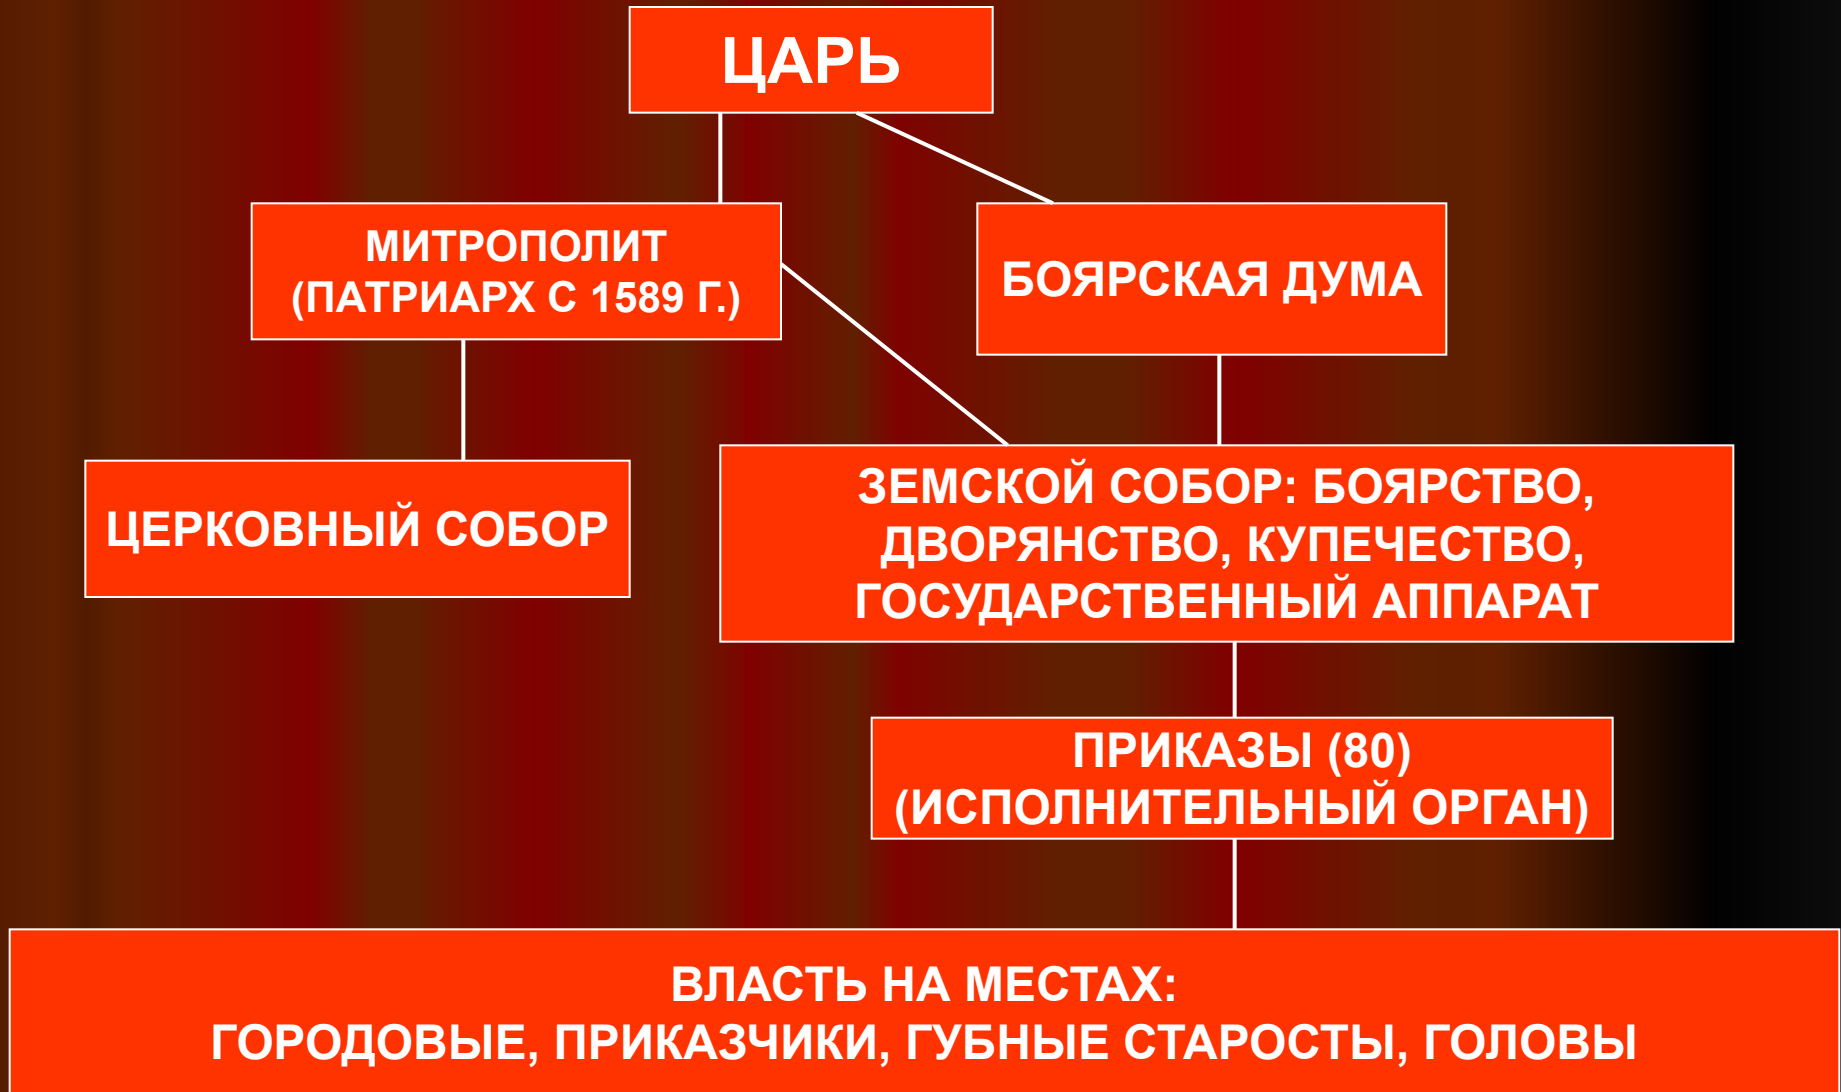 ЦАРЬ
МИТРОПОЛИТ
(ПАТРИАРХ С 1589 Г.)
БОЯРСКАЯ ДУМА
ЦЕРКОВНЫЙ СОБОР
ЗЕМСКОЙ СОБОР: БОЯРСТВО,
ДВОРЯНСТВО, КУПЕЧЕСТВО,
ГОСУДАРСТВЕННЫЙ АППАРАТ
ПРИКАЗЫ (80)
(ИСПОЛНИТЕЛЬНЫЙ ОРГАН)
ВЛАСТЬ НА МЕСТАХ:
ГОРОДОВЫЕ, ПРИКАЗЧИКИ, ГУБНЫЕ СТАРОСТЫ, ГОЛОВЫ